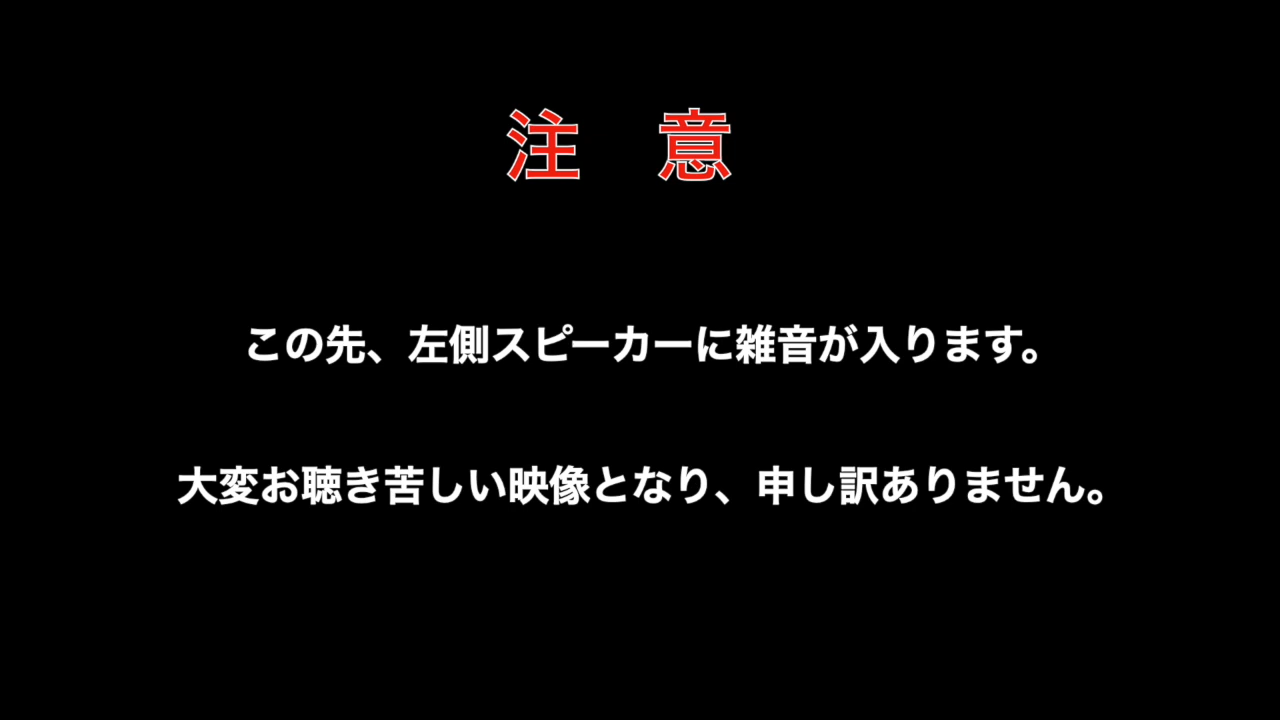 注　意
この先、左側スピーカーに雑音が入ります。
大変お聴き苦しい映像となり、申し訳ありません。